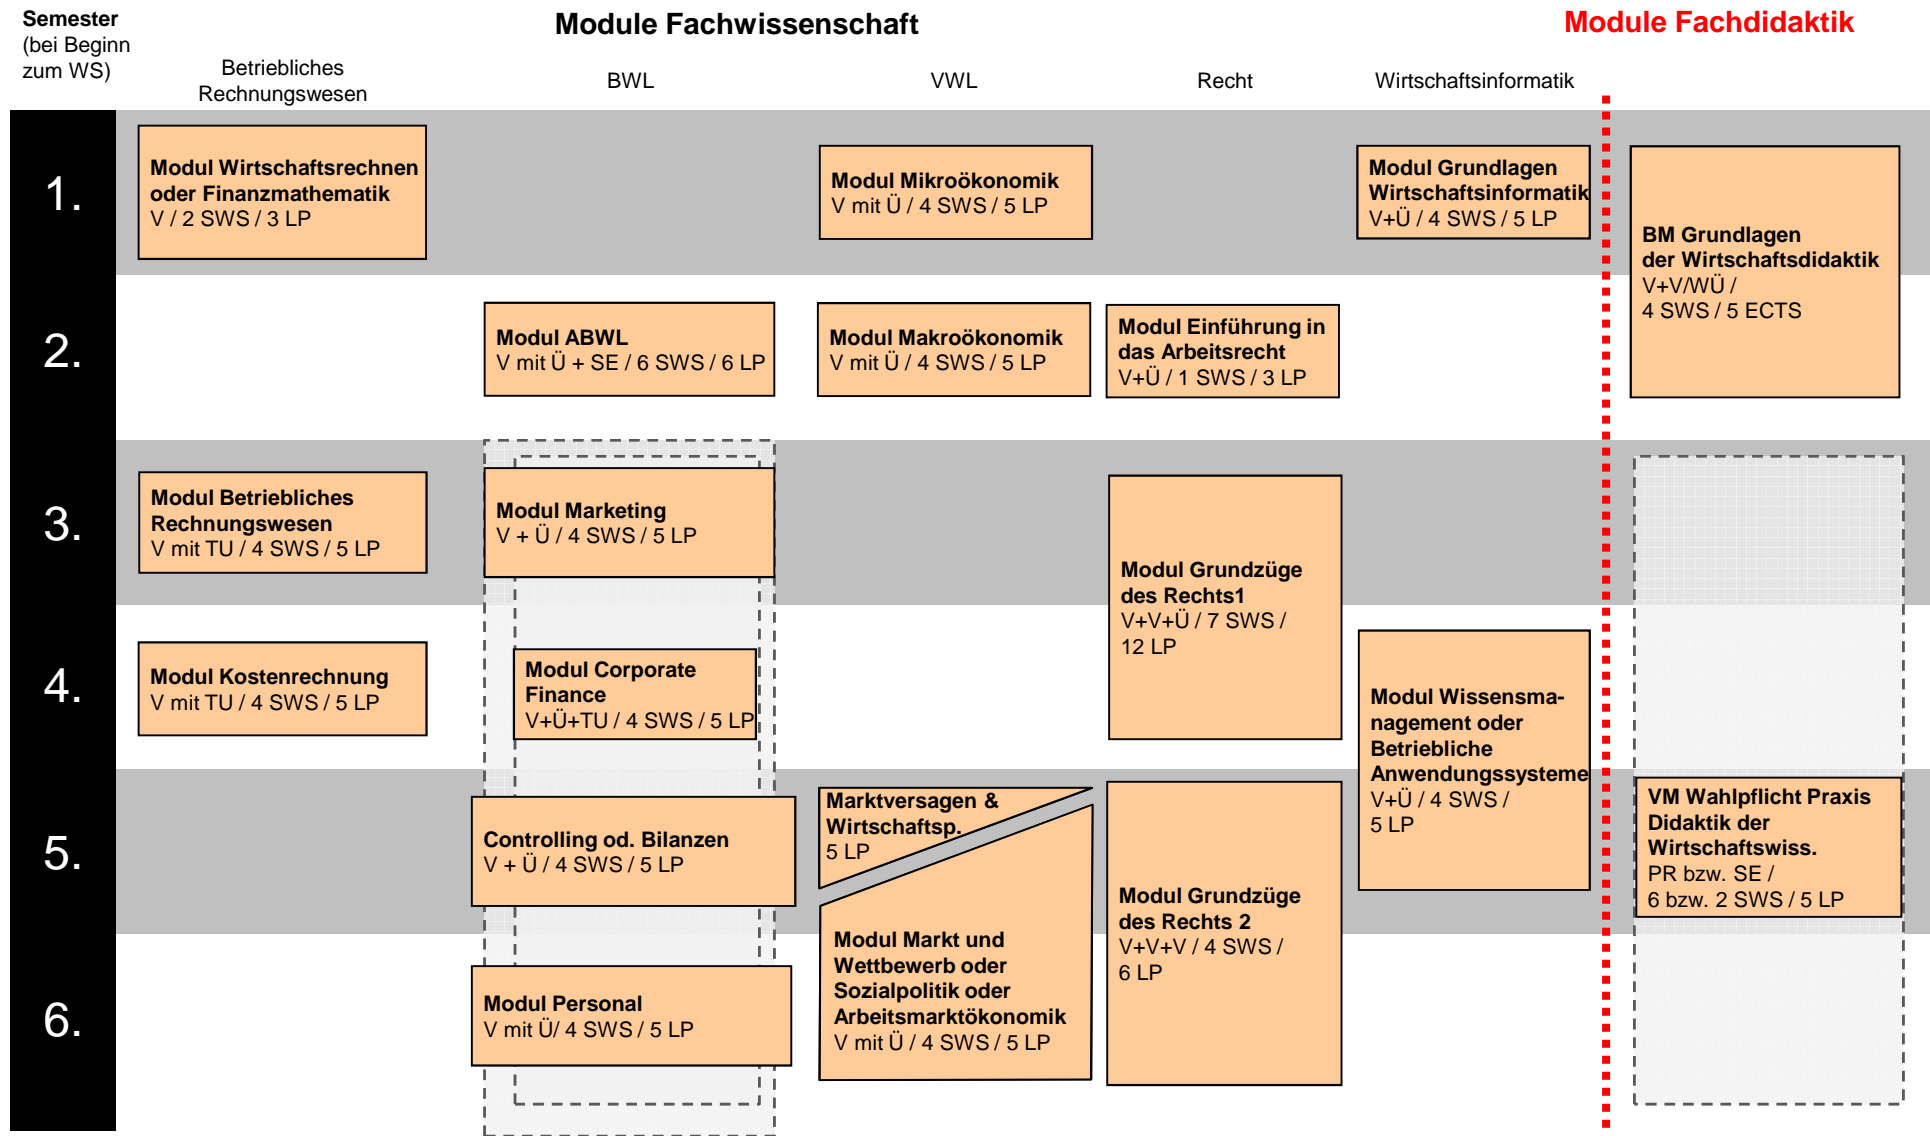 Semester
(bei Beginn
zum WS)
Module Fachwissenschaft
Module Fachdidaktik
Betriebliches
Rechnungswesen
BWL
VWL
Recht
Wirtschaftsinformatik
1.
Modul Wirtschaftsrechnen
oder Finanzmathematik
V / 2 SWS / 3 LP
Modul Mikroökonomik
V mit Ü / 4 SWS / 5 LP
Modul Grundlagen
Wirtschaftsinformatik
V+Ü / 4 SWS / 5 LP
BM Grundlagen
der Wirtschaftsdidaktik
V+V/WÜ /
4 SWS / 5 ECTS
2.
Modul ABWL
V mit Ü + SE / 6 SWS / 6 LP
Modul Makroökonomik
V mit Ü / 4 SWS / 5 LP
Modul Einführung in
das Arbeitsrecht
V+Ü / 1 SWS / 3 LP
3.
Modul Betriebliches
Rechnungswesen
V mit TU / 4 SWS / 5 LP
Modul Marketing
V + Ü / 4 SWS / 5 LP
Modul Grundzüge
des Rechts1
V+V+Ü / 7 SWS /
12 LP
4.
Modul Kostenrechnung
V mit TU / 4 SWS / 5 LP
Modul Corporate
Finance
V+Ü+TU / 4 SWS / 5 LP
Modul Wissensma-
nagement oder
Betriebliche
Anwendungssysteme
V+Ü / 4 SWS /
5 LP
5.
Controlling od. Bilanzen
V + Ü / 4 SWS / 5 LP
Marktversagen &
Wirtschaftsp.
5 LP
Modul Grundzüge
des Rechts 2
V+V+V / 4 SWS /
6 LP
VM Wahlpflicht Praxis
Didaktik der
Wirtschaftswiss.
PR bzw. SE /
6 bzw. 2 SWS / 5 LP
6.
Modul Personal
V mit Ü/ 4 SWS / 5 LP
Modul Markt und
Wettbewerb oder
Sozialpolitik oder
Arbeitsmarktökonomik
V mit Ü / 4 SWS / 5 LP